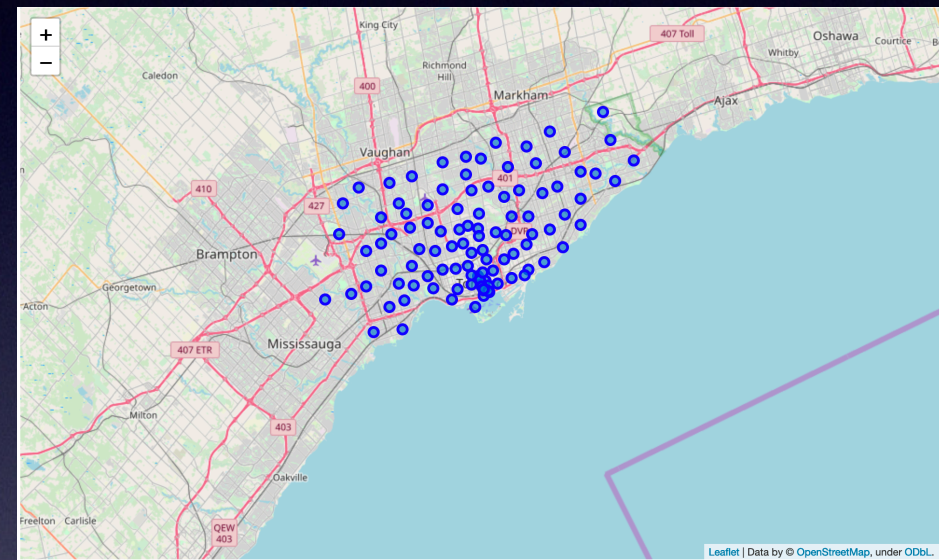 +
−
King City
407 Toll
Oshawa
Courtice
Whitby
Richmond
Hill
Caledon
400
Markham
Ajax
Vaughan
401
410
427
DVP
Brampton
Georgetown
Acton
Mississauga
407 ETR
Milton
403
Oakville
Freelton
Carlisle
QEW
403
Leaflet | Data by © OpenStreetMap, under ODbL.